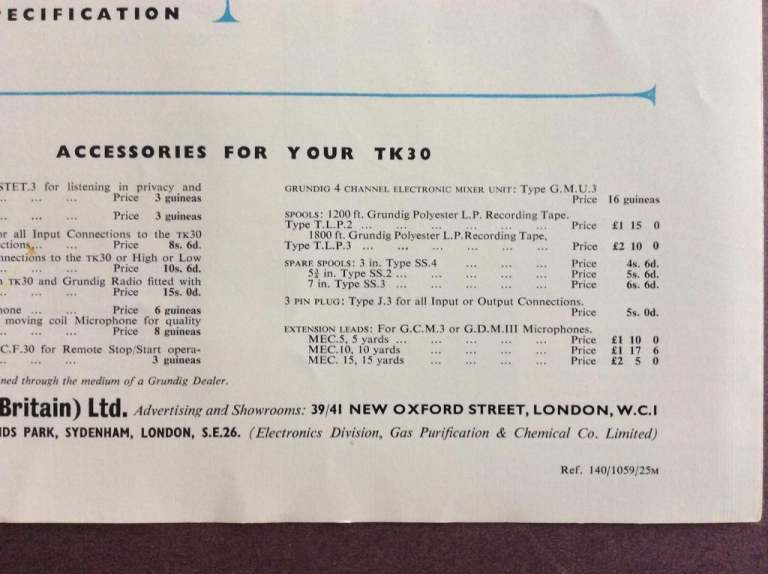 PECIFICATION
ACCESSORIES FOR YOUR TK30
STET.3 for listening in privacy and
.. ... ... Price 3 guineas
.. ... ... Price 3 guineas
or all Input Connections to the TK30
ctions... ... Price 8s. 6d.
nnections to the TK30 or High or Low
.. ... ... Price 10s. 6d.
n TK30 and Grundig Radio fitted with
.. ... ... Price 15s. 0d.
hone ... ... Price 6 guineas
moving coil Microphone for quality
.. ... ... Price 8 guineas
C.F.30 for Remote Stop/Start opera-
.. ... ... 3 guineas
ned through the medium of a Grundig Dealer.
GRUNDIG 4 CHANNEL ELECTRONIC MIXER UNIT: Type G.M.U.3
Price 16 guineas
SPOOLS: 1200 ft. Grundig Polyester L.P. Recording Tape.
Type T.L.P.2 ... ... ... ... ... Price £1 15 0
1800 ft. Grundig Polyester L.P. Recording Tape,
Type T.L.P.3 ... ... ... ... ... Price £2 10 0
SPARE SPOOLS: 3 in. Type SS.4 ... ... ... Price 4s. 6d.
5¾ in. Type SS.2 ... ... ... ... Price 5s. 6d.
7 in. Type SS.3 ... ... ... ... Price 6s. 6d.
3 PIN PLUG: Type J.3 for all Input or Output Connections.
Price 5s. 0d.
EXTENSION LEADS: For G.C.M.3 or G.D.M.III Microphones.
MEC.5, 5 yards ... ... ... ... Price £1 10 0
MEC.10, 10 yards ... ... ... Price £1 17 6
MEC. 15, 15 yards ... ... ... Price £2 5 0
Britain) Ltd. Advertising and Showrooms: 39/41 NEW OXFORD STREET, LONDON, W.C.1
NDS PARK, SYDENHAM, LONDON, S.E.26. (Electronics Division, Gas Purification & Chemical Co. Limited)
Ref. 140/1059/25M